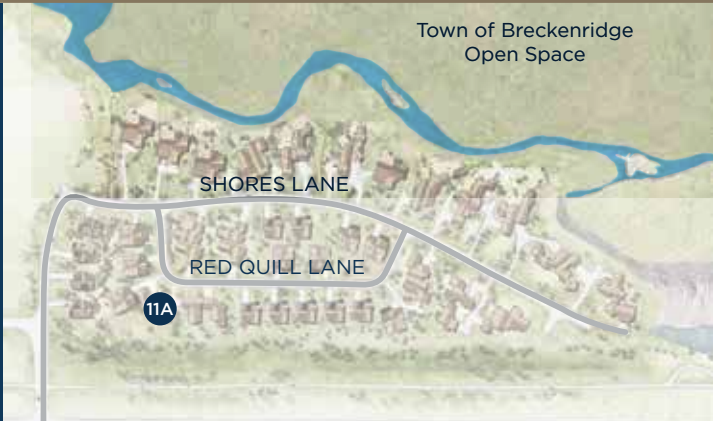 Town of Breckenridge
Open Space
SHORES LANE
RED QUILL LANE
11A